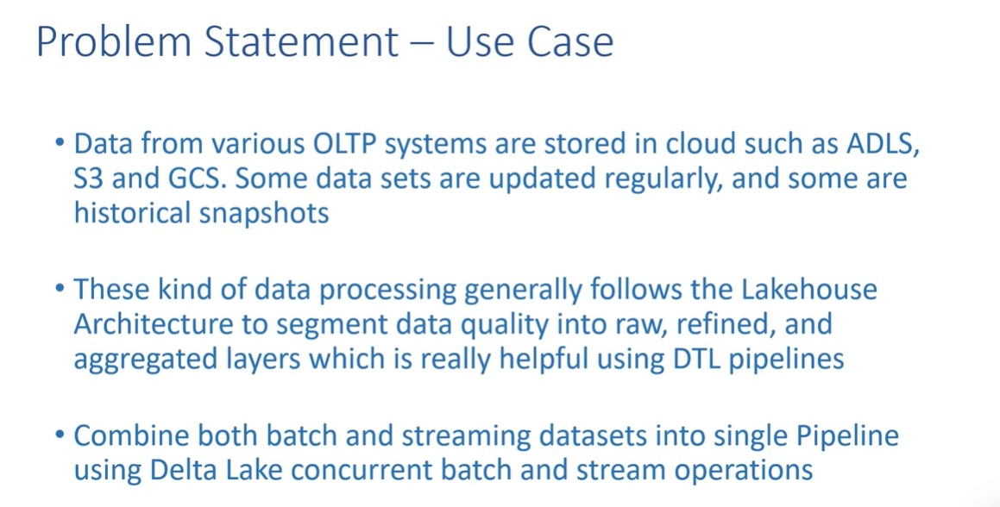 Problem Statement – Use Case
• Data from various OLTP systems are stored in cloud such as ADLS,
S3 and GCS. Some data sets are updated regularly, and some are
historical snapshots
• These kind of data processing generally follows the Lakehouse
Architecture to segment data quality into raw, refined, and
aggregated layers which is really helpful using DTL pipelines
• Combine both batch and streaming datasets into single Pipeline
using Delta Lake concurrent batch and stream operations